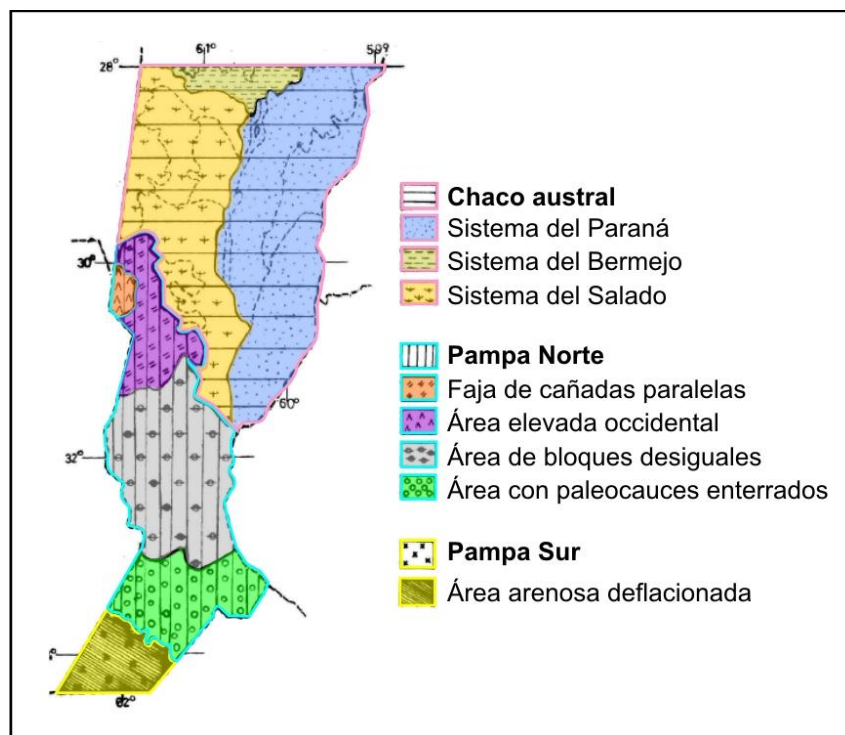 61° 59º
28°
Chaco austral
Sistema del Paraná
Sistema del Bermejo
30°
Sistema del Salado
Pampa Norte
Faja de cañadas paralelas
60°
Área elevada occidental
32°
Área de bloques desiguales
Área con paleocauces enterrados
Pampa Sur
Área arenosa deflacionada
62°